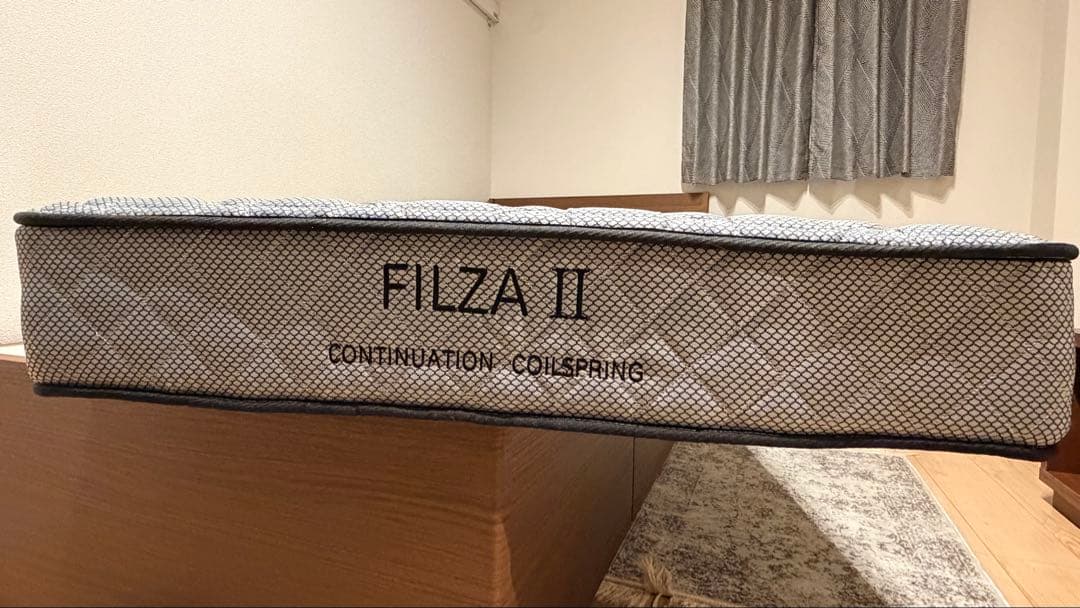 FILZA II
CONTINUATION COILSPRING